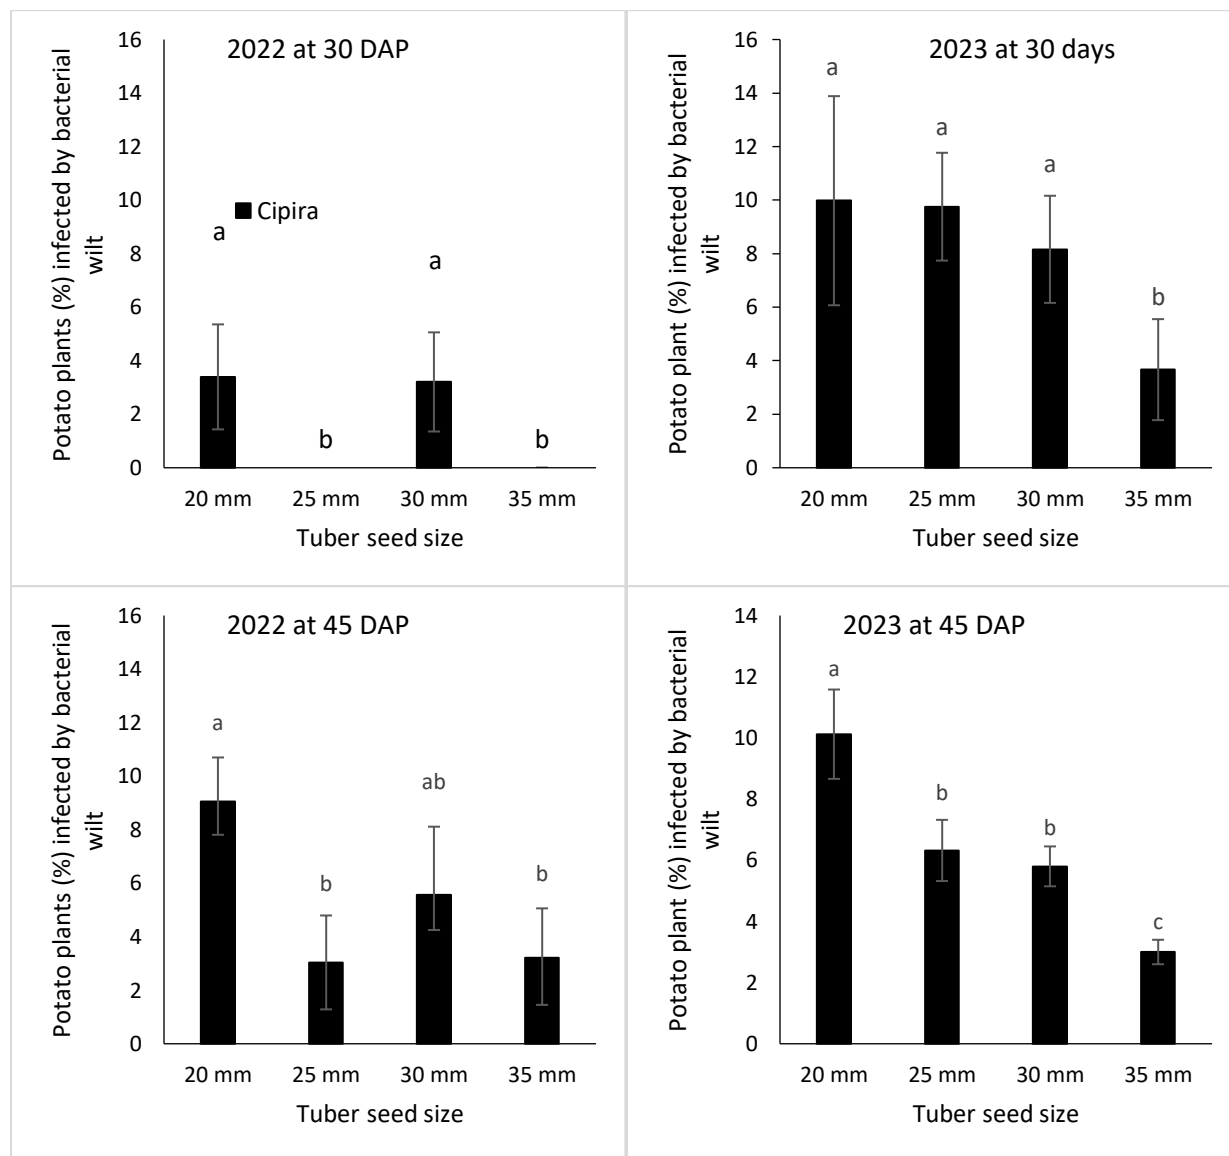 2022 at 30 DAP
Potato plants (%) infected by bacterial
wilt
16
14
12
10
8
6
4
2
0
Cipira
a
b
a
b
20 mm 25 mm 30 mm 35 mm
Tuber seed size
2023 at 30 days
Potato plant (%) infected by bacterial
wilt
16
14
12
10
8
6
4
2
0
a
a
a
b
20 mm 25 mm 30 mm 35 mm
Tuber seed size
2022 at 45 DAP
Potato plants (%) infected by bacterial
wilt
16
14
12
10
8
6
4
2
0
a
b
ab
b
20 mm 25 mm 30 mm 35 mm
Tuber seed size
2023 at 45 DAP
Potato plant (%) infected by bacterial
wilt
14
12
10
8
6
4
2
0
a
b
b
c
20 mm 25 mm 30 mm 35 mm
Tuber seed size